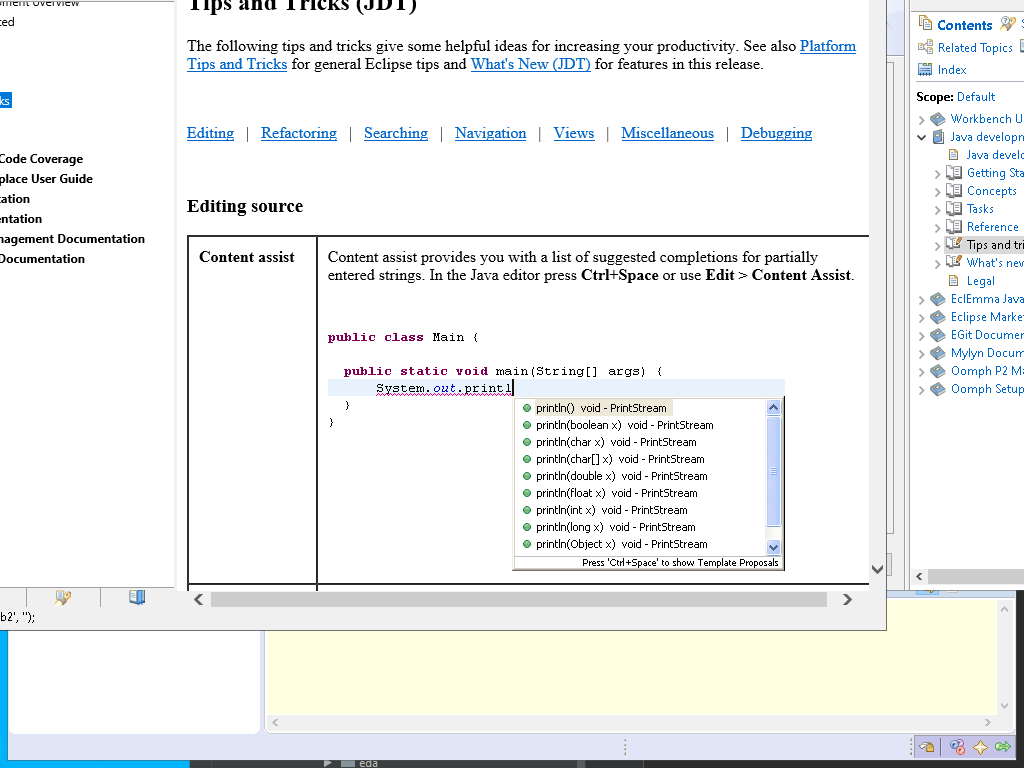 Tips and Tricks (JDT)
The following tips and tricks give some helpful ideas for increasing your productivity. See also Platform
Tips and Tricks for general Eclipse tips and What's New (JDT) for features in this release.
Editing | Refactoring | Searching | Navigation | Views | Miscellaneous | Debugging
Editing source
Content assist
Content assist provides you with a list of suggested completions for partially
entered strings. In the Java editor press Ctrl+Space or use Edit > Content Assist.
public class Main {
public static void main(String[] args) {
System.out.printl
}
}
println() void - PrintStream
println(boolean x) void - PrintStream
println(char x) void - PrintStream
println(char[] x) void - PrintStream
println(double x) void - PrintStream
println(float x) void - PrintStream
println(int x) void - PrintStream
println(long x) void - PrintStream
println(Object x) void - PrintStream
Press 'Ctrl+Space' to show Template Proposals
ted
ks
Code Coverage
place User Guide
tation
entation
nagement Documentation
Documentation
b2', '');
Contents
Related Topics
Index
Scope: Default
Workbench U
Java developm
Java develo
Getting Sta
Concepts
Tasks
Reference
Tips and tri
What's new
Legal
EclEmma Java
Eclipse Marke
EGit Documen
Mylyn Docum
Oomph P2 Ma
Oomph Setup
eda